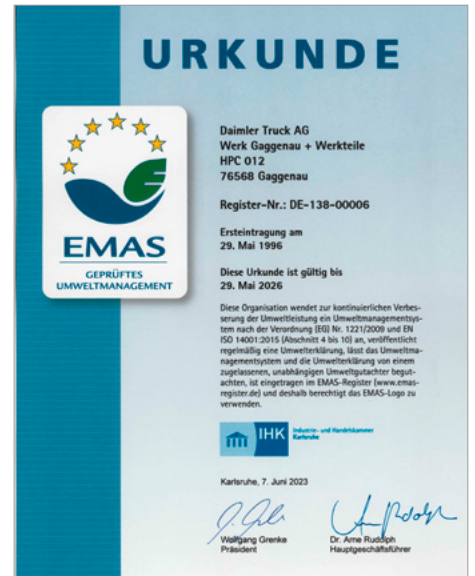 URKUNDE
EMAS
GEPRÜFTES
UMWELTMANAGEMENT
Daimler Truck AG
Werk Gaggenau + Werkteile
HPC 012
76568 Gaggenau
Register-Nr.: DE-138-00006
Ersteintragung am
29. Mai 1996
Diese Urkunde ist gültig bis
29. Mai 2026
Diese Organisation wendet zur kontinuierlichen Verbes-
serung der Umweltleistung ein Umweltmanagementsys-
tem nach der Verordnung (EG) Nr. 1221/2009 und EN
ISO 14001:2015 (Abschnitt 4 bis 10) an, veröffentlicht
regelmäßig eine Umwelterklärung, lässt das Umweltma-
nagementsystem und die Umwelterklärung von einem
zugelassenen, unabhängigen Umweltgutachter begut-
achten, ist eingetragen im EMAS-Register (www.emas-
register.de) und deshalb berechtigt das EMAS-Logo zu
verwenden.
IHK Industrie- und Handelskammer
Karlsruhe
Karlsruhe, 7. Juni 2023
Wolfgang Grenke
Präsident
Dr. Arne Rudolph
Hauptgeschäftsführer